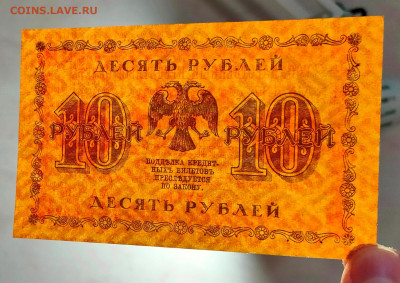 COINS.LAVE.RU
ДЕСЯТЬ РУБЛЕЙ
10 10
РУБЛЕЙ РУБЛЕЙ
ПОДДѢЛКА КРЕДИТ-
НЫХЪ БИЛЕТОВЪ
ПРЕСЛѢДУЕТСЯ
ПО ЗАКОНУ.
ДЕСЯТЬ РУБЛЕЙ